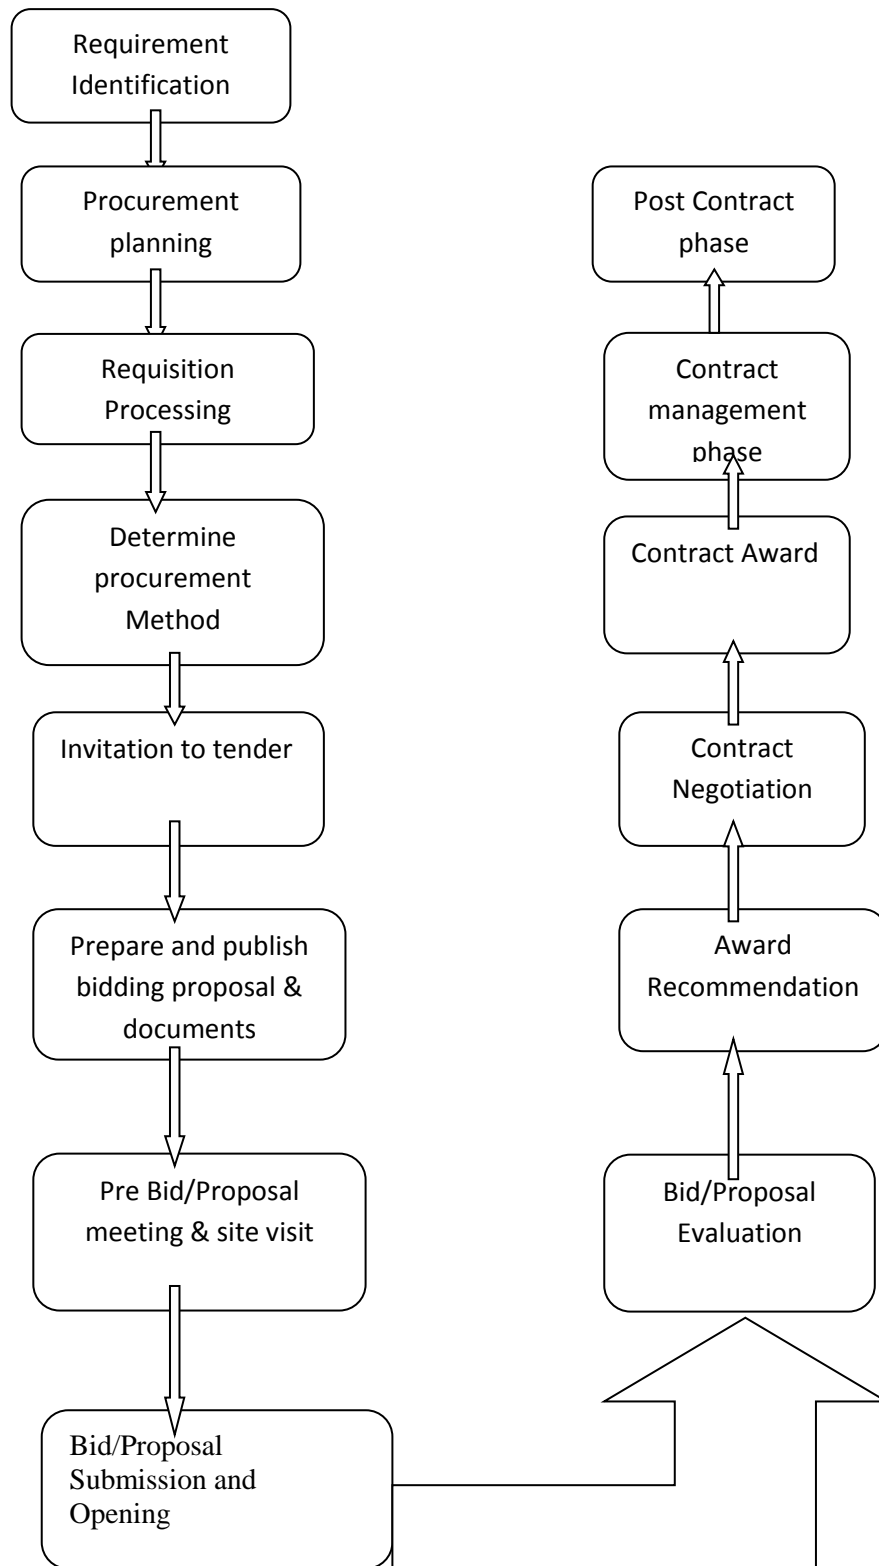 Requirement
Identification
Procurement
planning
Requisition
Processing
Determine
procurement
Method
Invitation to tender
Prepare and publish
bidding proposal &
documents
Pre Bid/Proposal
meeting & site visit
Bid/Proposal
Submission and
Opening
Bid/Proposal
Evaluation
Award
Recommendation
Contract
Negotiation
Contract Award
Contract
management
phase
Post Contract
phase